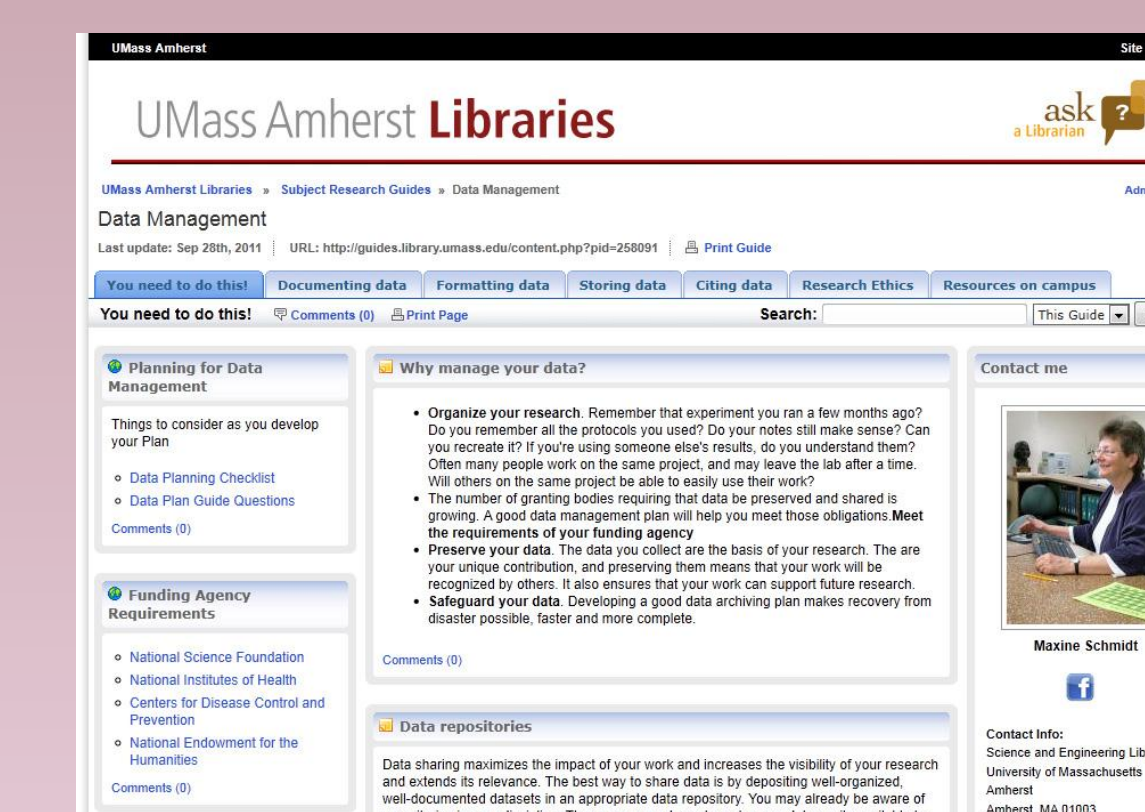 UMass Amherst
Site
UMass Amherst Libraries
ask
?
a Librarian
UMass Amherst Libraries » Subject Research Guides » Data Management
Data Management
Last update: Sep 28th, 2011 URL: http://guides.library.umass.edu/content.php?pid=258091 Print Guide
You need to do this! Documenting data Formatting data Storing data Citing data Research Ethics Resources on campus
You need to do this! Comments (0) Print Page Search: This Guide
Planning for Data
Management
Things to consider as you develop
your Plan
Data Planning Checklist
Data Plan Guide Questions
Comments (0)
Funding Agency
Requirements
National Science Foundation
National Institutes of Health
Centers for Disease Control and
Prevention
National Endowment for the
Humanities
Comments (0)
Why manage your data?
• Organize your research. Remember that experiment you ran a few months ago?
Do you remember all the protocols you used? Do your notes still make sense? Can
you recreate it? If you're using someone else's results, do you understand them?
Often many people work on the same project, and may leave the lab after a time.
Will others on the same project be able to easily use their work?
• The number of granting bodies requiring that data be preserved and shared is
growing. A good data management plan will help you meet those obligations.Meet
the requirements of your funding agency
• Preserve your data. The data you collect are the basis of your research. The are
your unique contribution, and preserving them means that your work will be
recognized by others. It also ensures that your work can support future research.
• Safeguard your data. Developing a good data archiving plan makes recovery from
disaster possible, faster and more complete.
Comments (0)
Data repositories
Data sharing maximizes the impact of your work and increases the visibility of your research
and extends its relevance. The best way to share data is by depositing well-organized,
well-documented datasets in an appropriate data repository. You may already be aware of
Contact me
Maxine Schmidt
f
Contact Info:
Science and Engineering Lib
University of Massachusetts
Amherst
Amherst, MA 01003